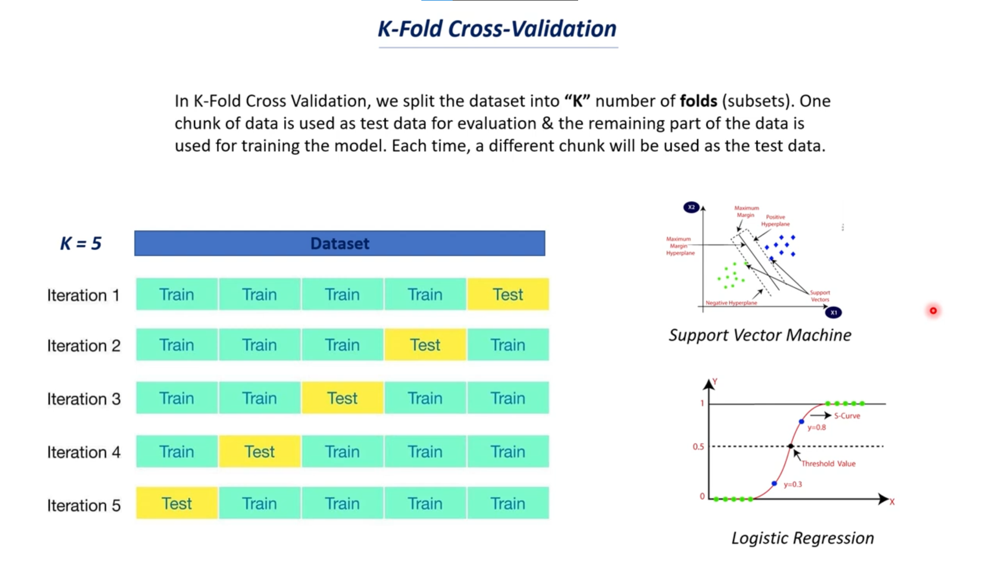 K-Fold Cross-Validation
In K-Fold Cross Validation, we split the dataset into “K” number of folds (subsets). One
chunk of data is used as test data for evaluation & the remaining part of the data is
used for training the model. Each time, a different chunk will be used as the test data.
K = 5
Dataset
Iteration 1
Train Train Train Train Test
Iteration 2
Train Train Train Test Train
Iteration 3
Train Train Test Train Train
Iteration 4
Train Test Train Train Train
Iteration 5
Test Train Train Train Train
X2
Maximum
Margin
Positive
Hyperplane
Maximum
Margin
Hyperplane
Support
Vectors
Negative Hyperplane
X1
Support Vector Machine
Y
1
S-Curve
y=0.8
0.5
Threshold Value
y=0.3
0
X
Logistic Regression